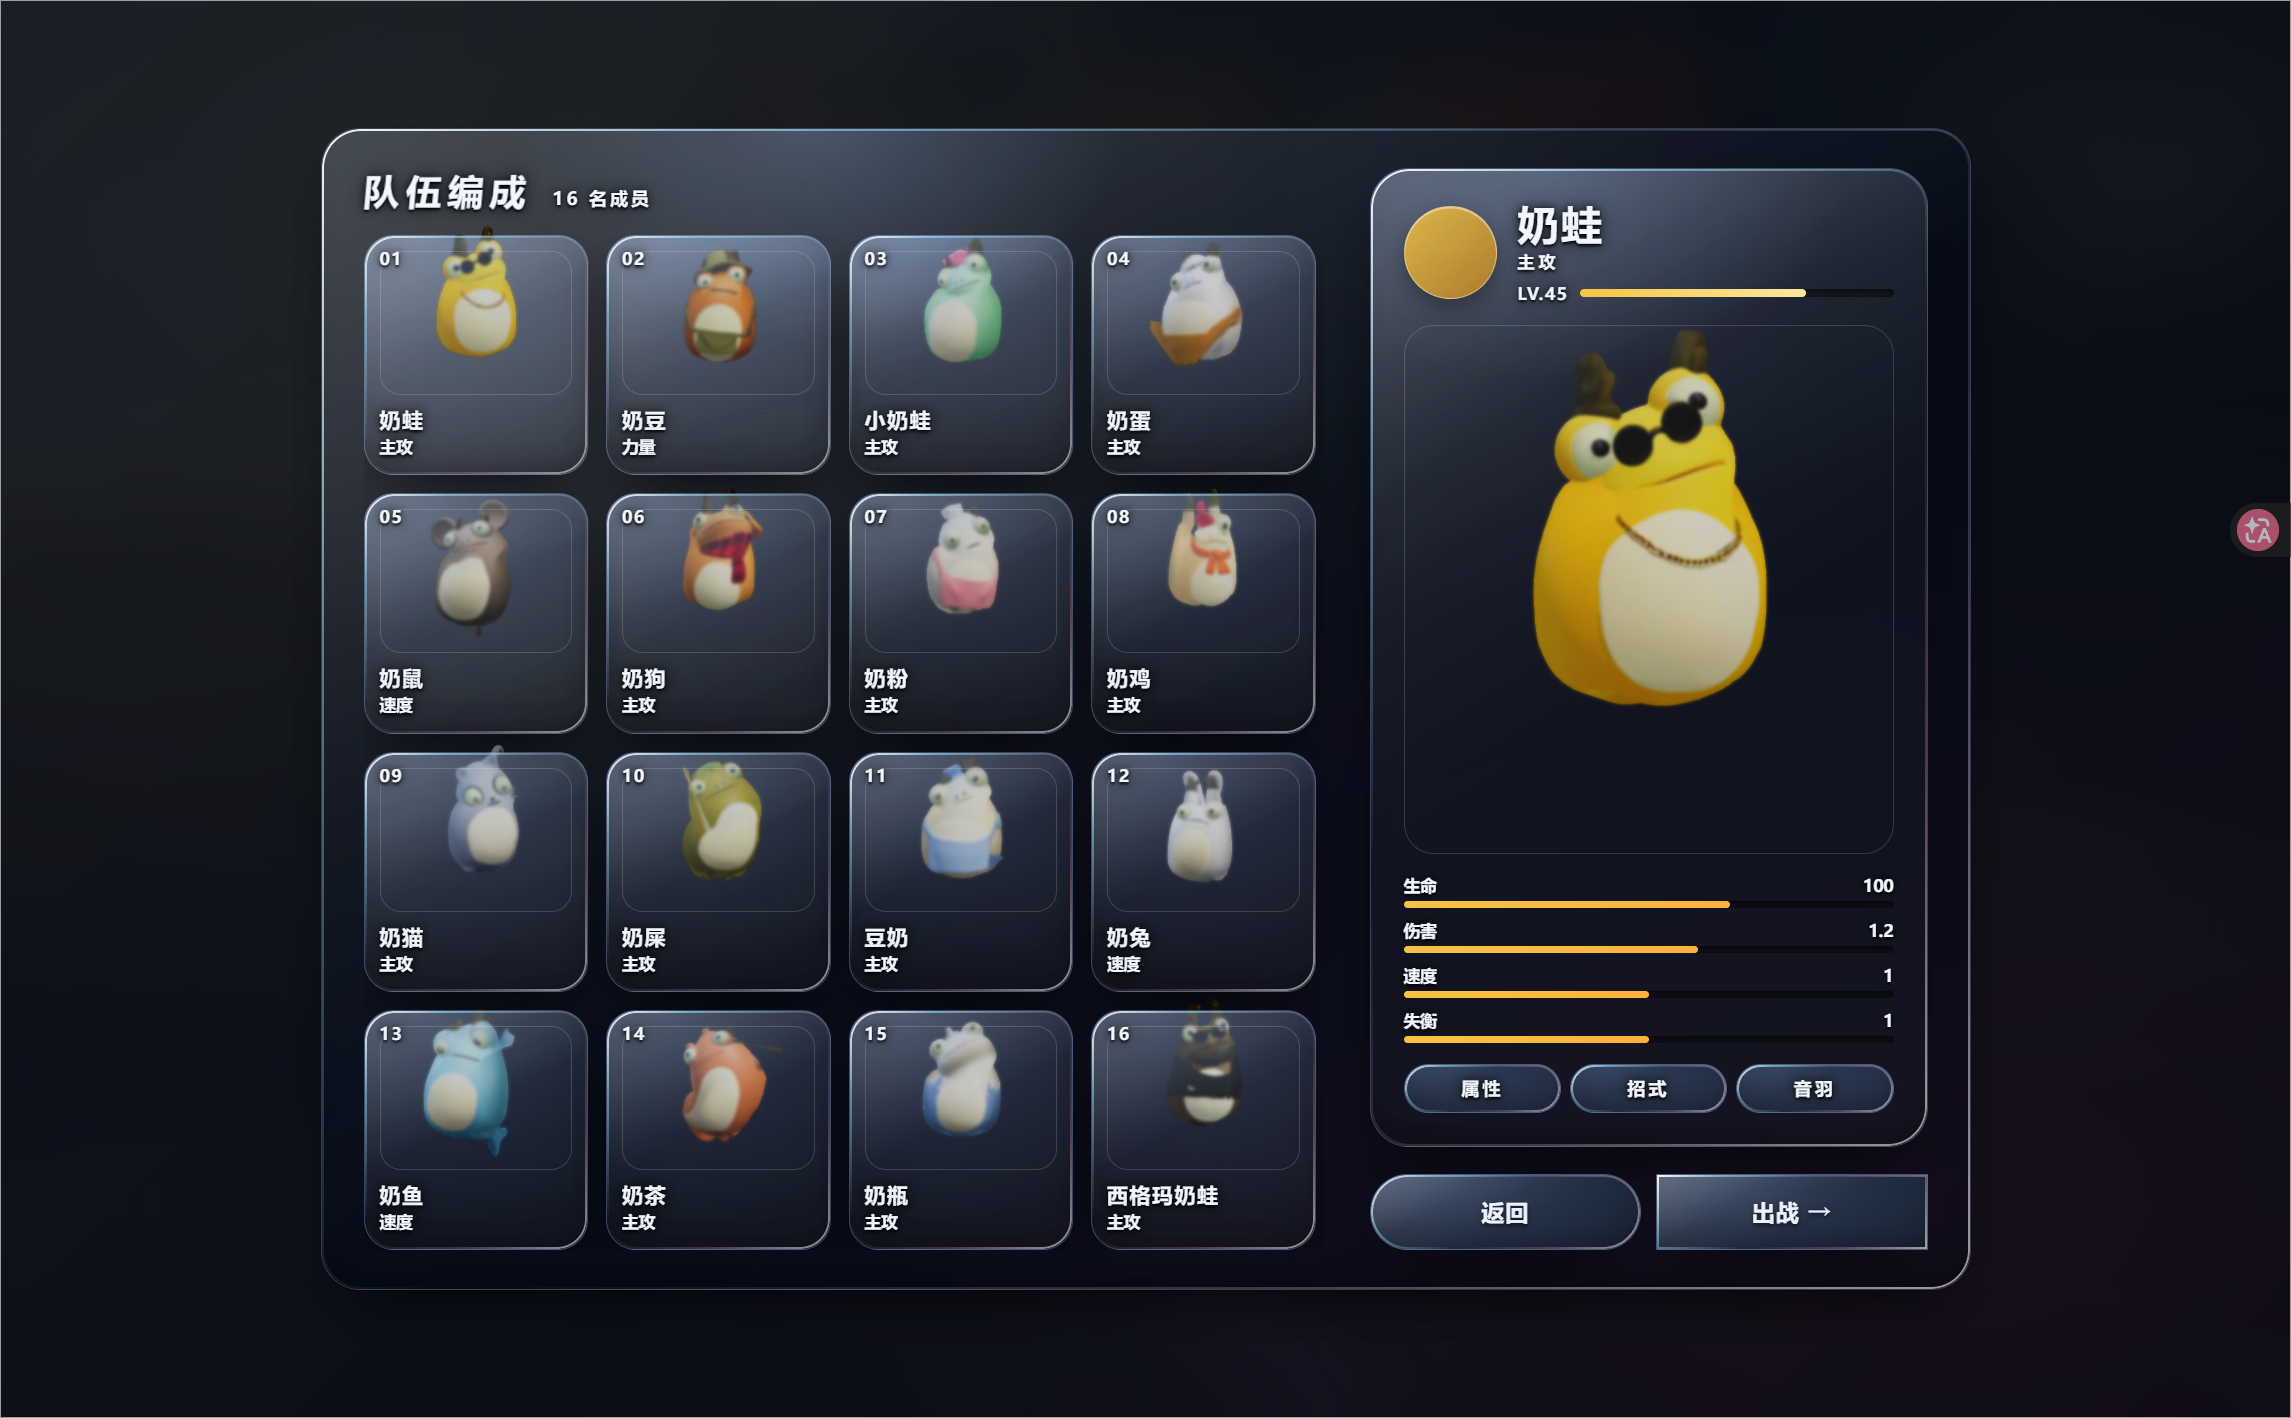 队伍编成 16 名成员
01
奶蛙
主攻
02
奶豆
力量
03
小奶蛙
主攻
04
奶蛋
主攻
05
奶鼠
速度
06
奶狗
主攻
07
奶粉
主攻
08
奶鸡
主攻
09
奶猫
主攻
10
奶屎
主攻
11
豆奶
主攻
12
奶兔
速度
13
奶鱼
速度
14
奶茶
主攻
15
奶瓶
主攻
16
西格玛奶蛙
主攻
奶蛙
主攻
LV.45
生命 100
伤害 1.2
速度 1
失衡 1
属性 招式 音羽
返回 出战 →